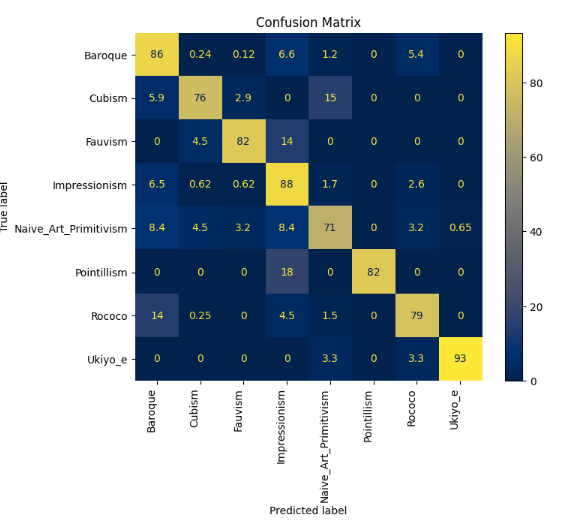 Confusion Matrix
True label
Baroque 86 0.24 0.12 6.6 1.2 0 5.4 0
Cubism 5.9 76 2.9 0 15 0 0 0
Fauvism 0 4.5 82 14 0 0 0 0
Impressionism 6.5 0.62 0.62 88 1.7 0 2.6 0
Naive_Art_Primitivism 8.4 4.5 3.2 8.4 71 0 3.2 0.65
Pointillism 0 0 0 18 0 82 0 0
Rococo 14 0.25 0 4.5 1.5 0 79 0
Ukiyo_e 0 0 0 0 3.3 0 3.3 93
Baroque
Cubism
Fauvism
Impressionism
Naive_Art_Primitivism
Pointillism
Rococo
Ukiyo_e
Predicted label
80
60
40
20
0